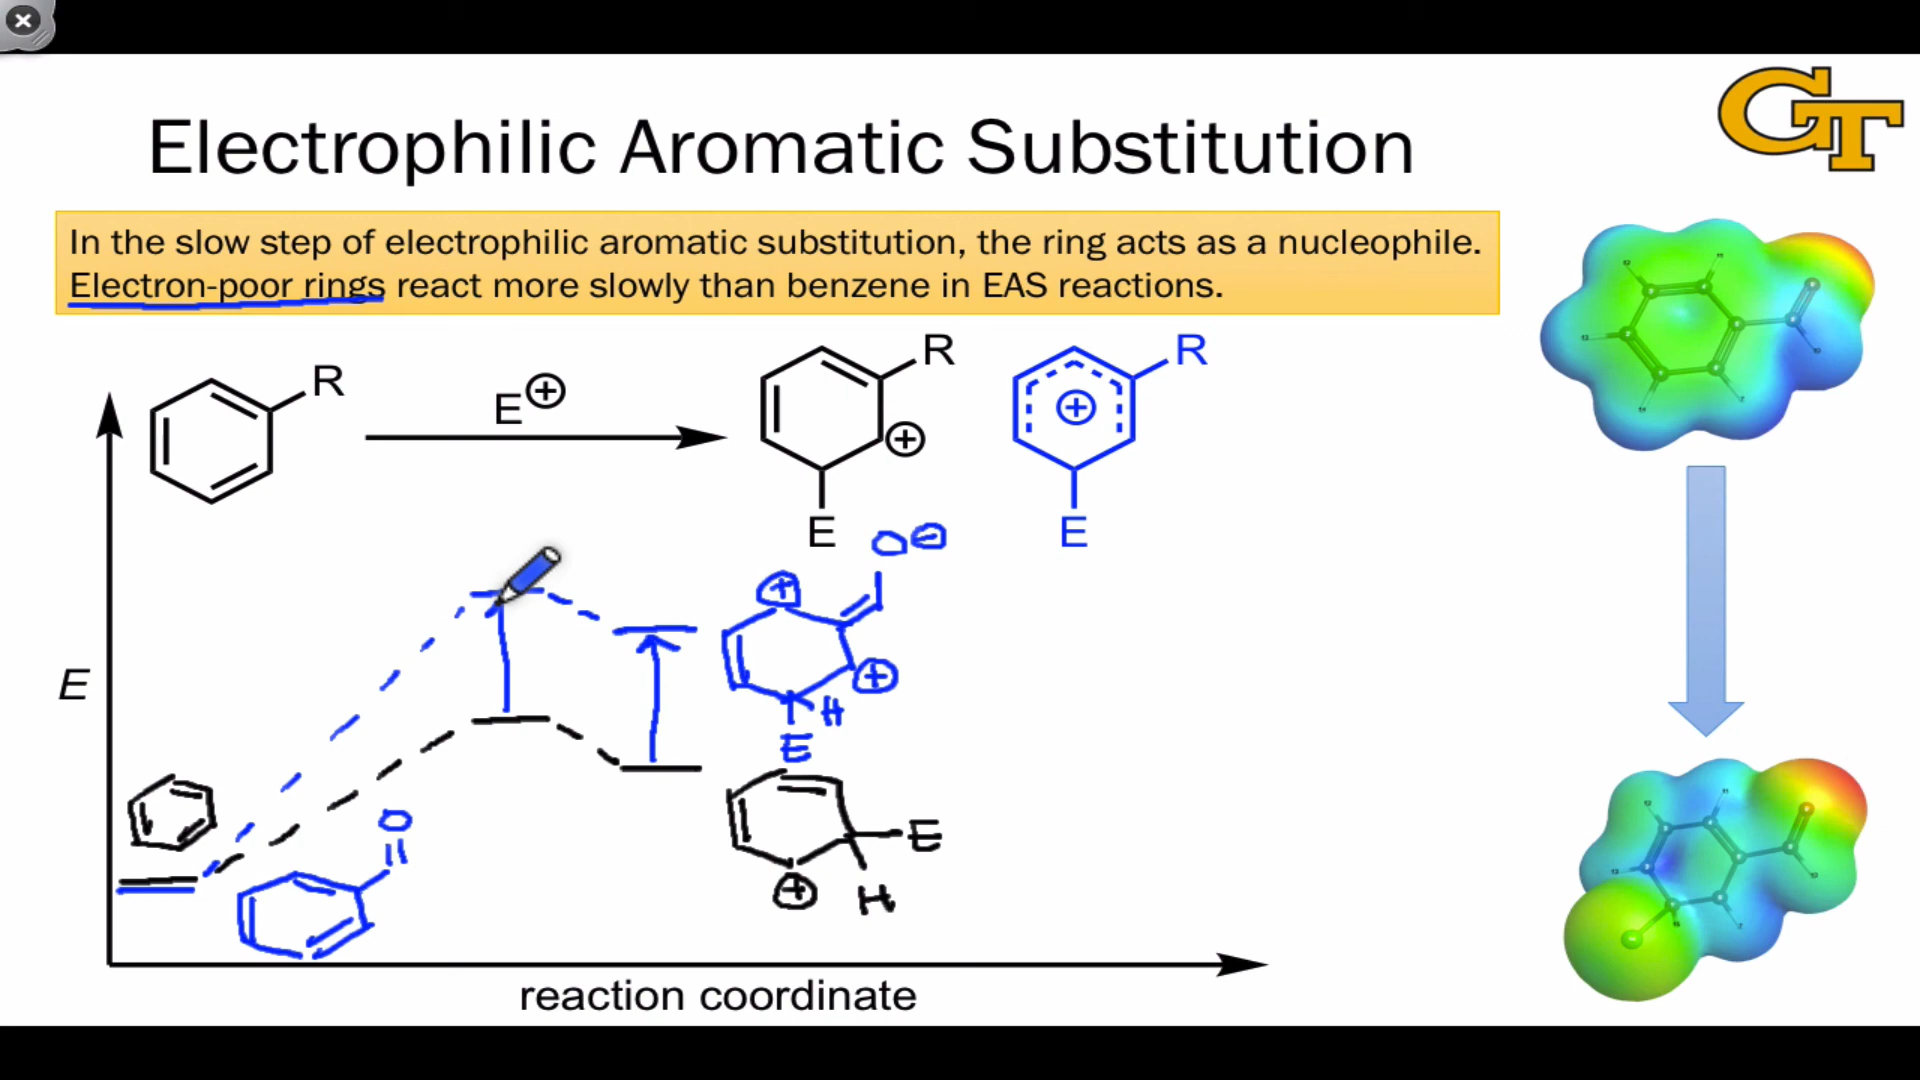 GT
Electrophilic Aromatic Substitution
In the slow step of electrophilic aromatic substitution, the ring acts as a nucleophile.
Electron-poor rings react more slowly than benzene in EAS reactions.
R
E⊕
R
⊕
E
R
⊕
E
O⊖
⊕
⊕
H
E
E
O
E
⊕
H
reaction coordinate